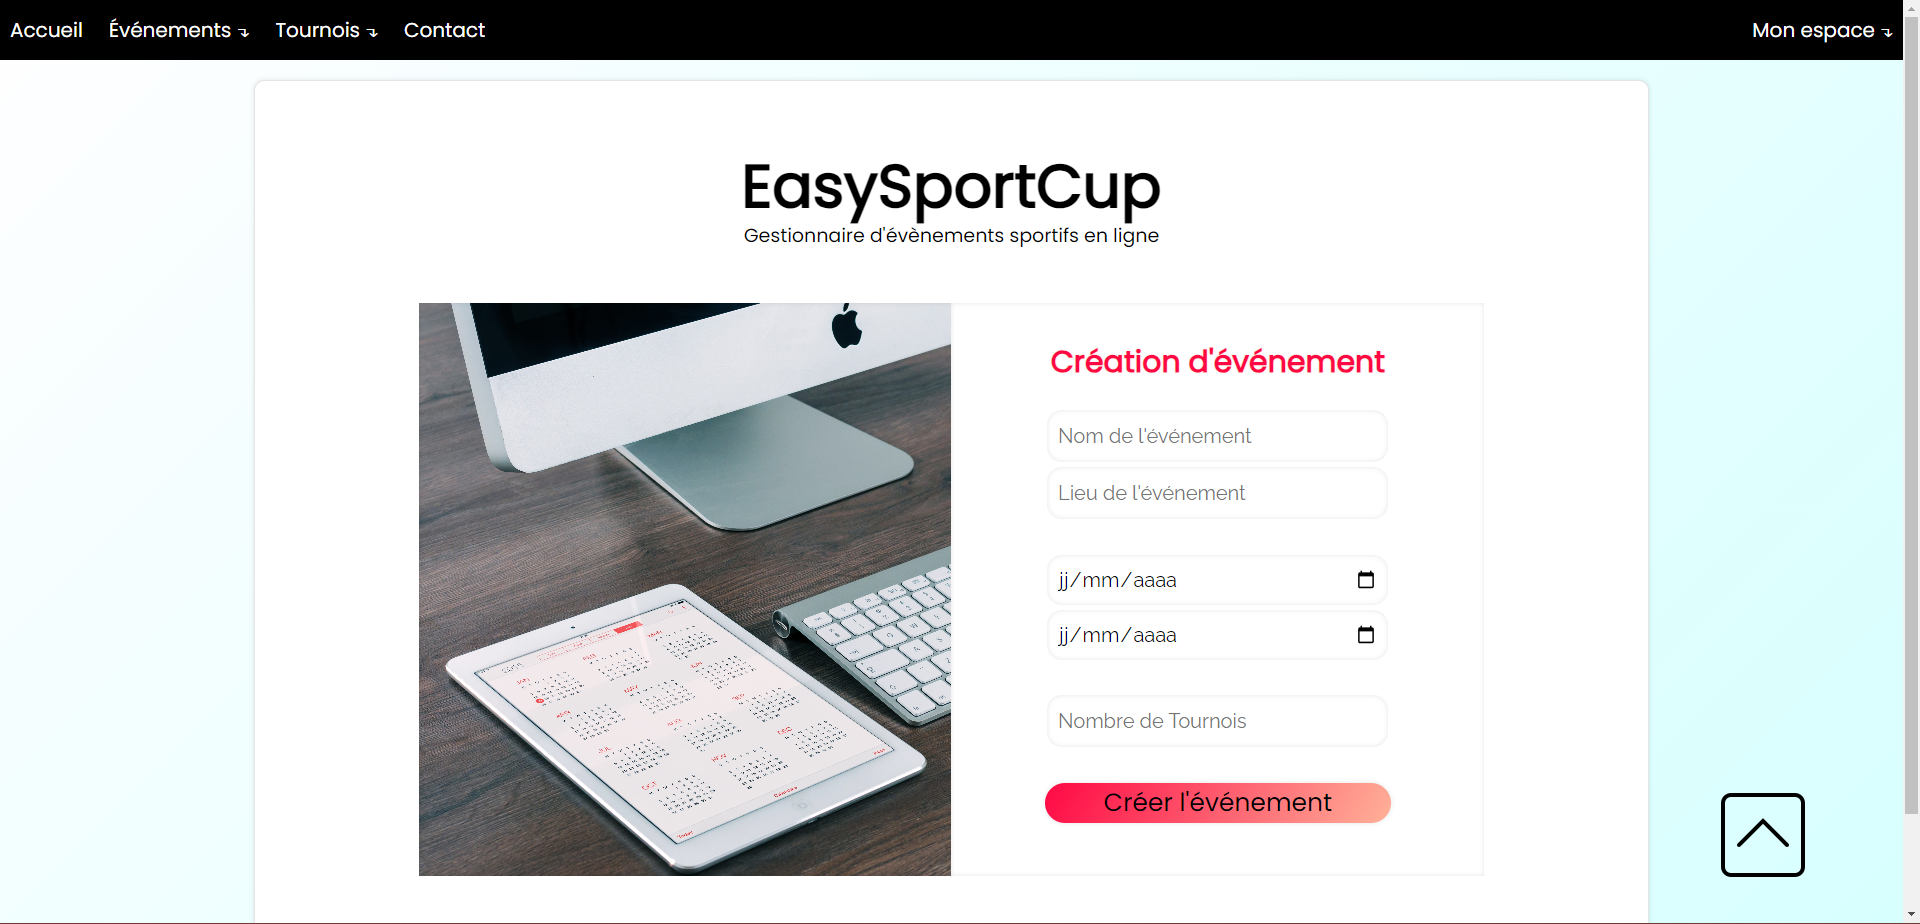 Accueil Événements Tournois Contact Mon espace
EasySportCup
Gestionnaire d'évènements sportifs en ligne
Création d'événement
Nom de l'événement
Lieu de l'événement
jj/mm/aaaa
jj/mm/aaaa
Nombre de Tournois
Créer l'événement